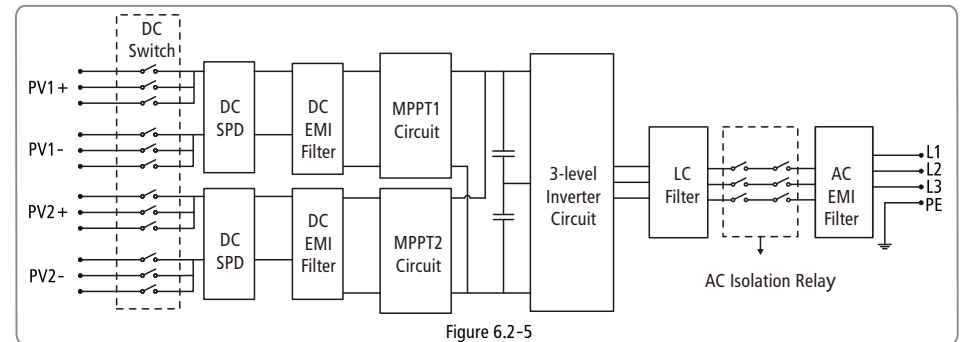 DC
Switch
PV1+
PV1-
PV2+
PV2-
DC
SPD
DC
EMI
Filter
MPPT1
Circuit
DC
SPD
DC
EMI
Filter
MPPT2
Circuit
3-level
Inverter
Circuit
LC
Filter
AC
EMI
Filter
L1
L2
L3
PE
AC Isolation Relay
Figure 6.2-5